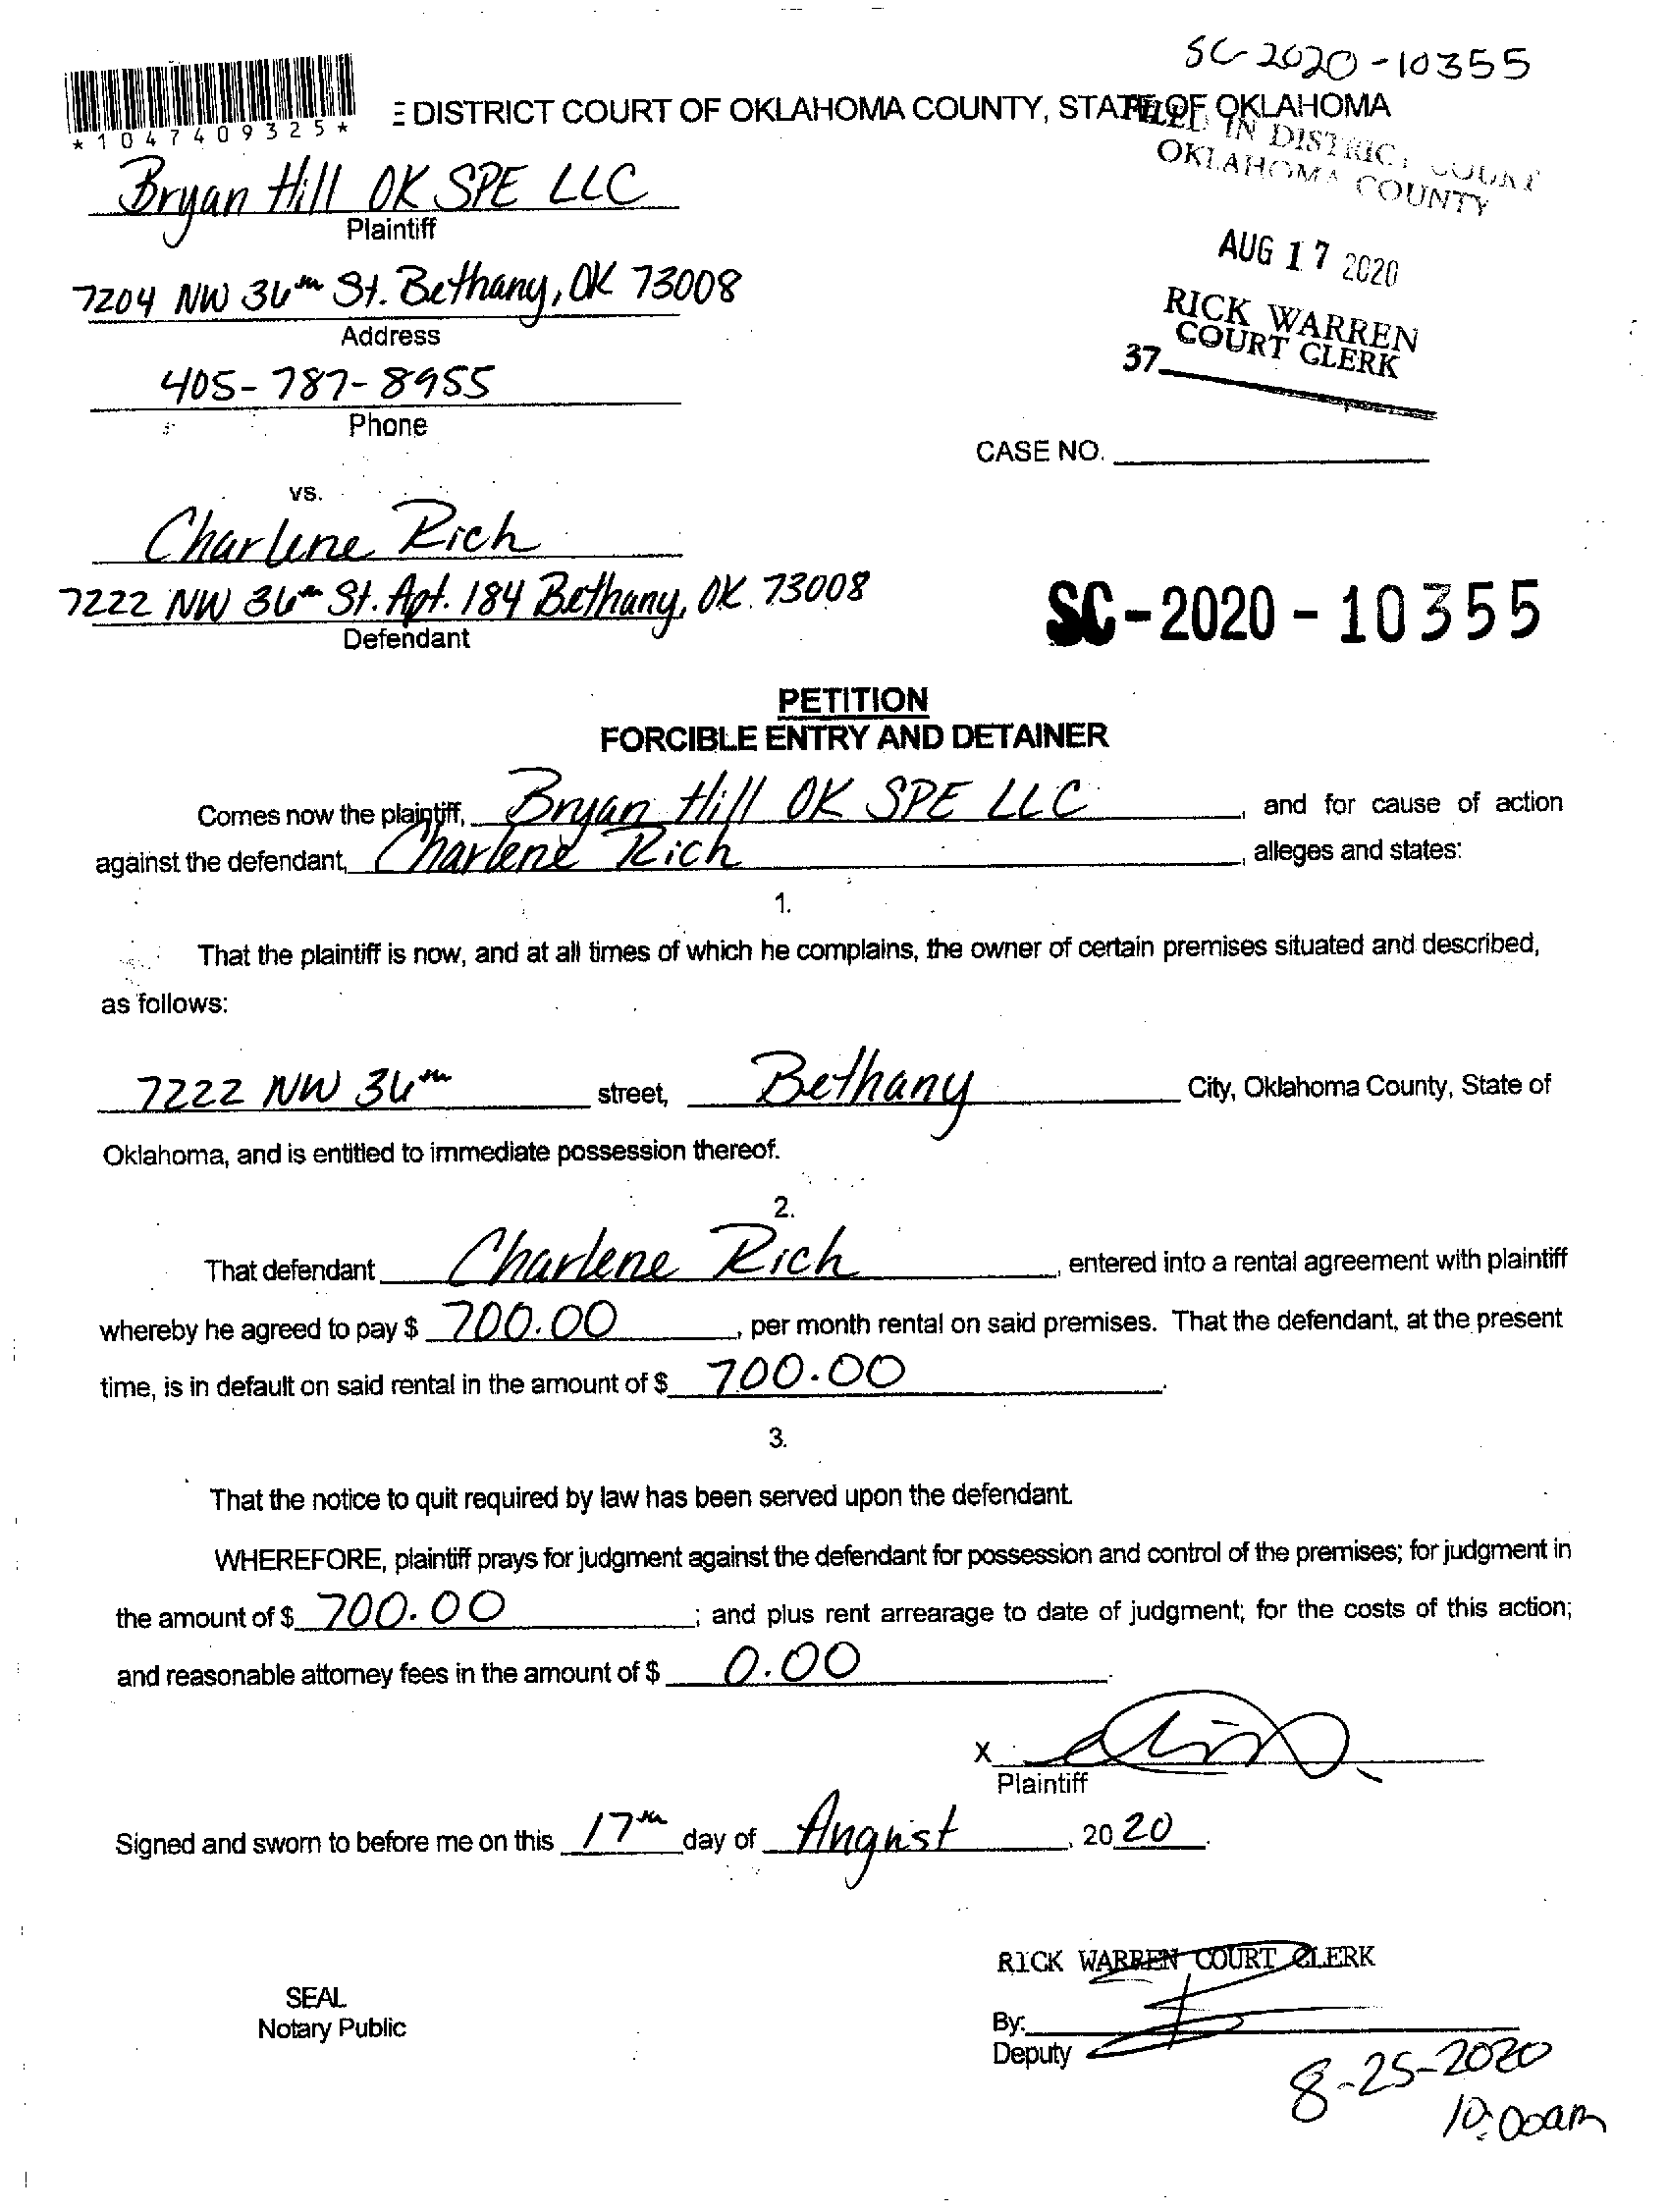 SC-2020-10355
*1047409325*
E DISTRICT COURT OF OKLAHOMA COUNTY, STATE OF OKLAHOMA
FILED IN DISTRICT COURT
OKLAHOMA COUNTY
Bryan Hill OK SPE LLC
Plaintiff
AUG 17 2020
7204 NW 36th St. Bethany, OK 73008
Address
RICK WARREN
COURT CLERK
37
405-787-8955
Phone
CASE NO.
vs.
Charlene Rich
7222 NW 36th St. Apt. 184 Bethany, OK. 73008
Defendant
SC-2020-10355
PETITION
FORCIBLE ENTRY AND DETAINER
Comes now the plaintiff, Bryan Hill OK SPE LLC, and for cause of action
against the defendant, Charlene Rich, alleges and states:
1.
That the plaintiff is now, and at all times of which he complains, the owner of certain premises situated and described,
as follows:
7222 NW 36th street, Bethany City, Oklahoma County, State of
Oklahoma, and is entitled to immediate possession thereof.
2.
That defendant Charlene Rich, entered into a rental agreement with plaintiff
whereby he agreed to pay $ 700.00, per month rental on said premises. That the defendant, at the present
time, is in default on said rental in the amount of $ 700.00.
3.
That the notice to quit required by law has been served upon the defendant.
WHEREFORE, plaintiff prays for judgment against the defendant for possession and control of the premises; for judgment in
the amount of $ 700.00; and plus rent arrearage to date of judgment; for the costs of this action;
and reasonable attorney fees in the amount of $ 0.00.
X
Plaintiff
Signed and sworn to before me on this 17th day of August, 2020.
RICK WARREN COURT CLERK
SEAL
Notary Public
By:
Deputy
8-25-2020
10:00am